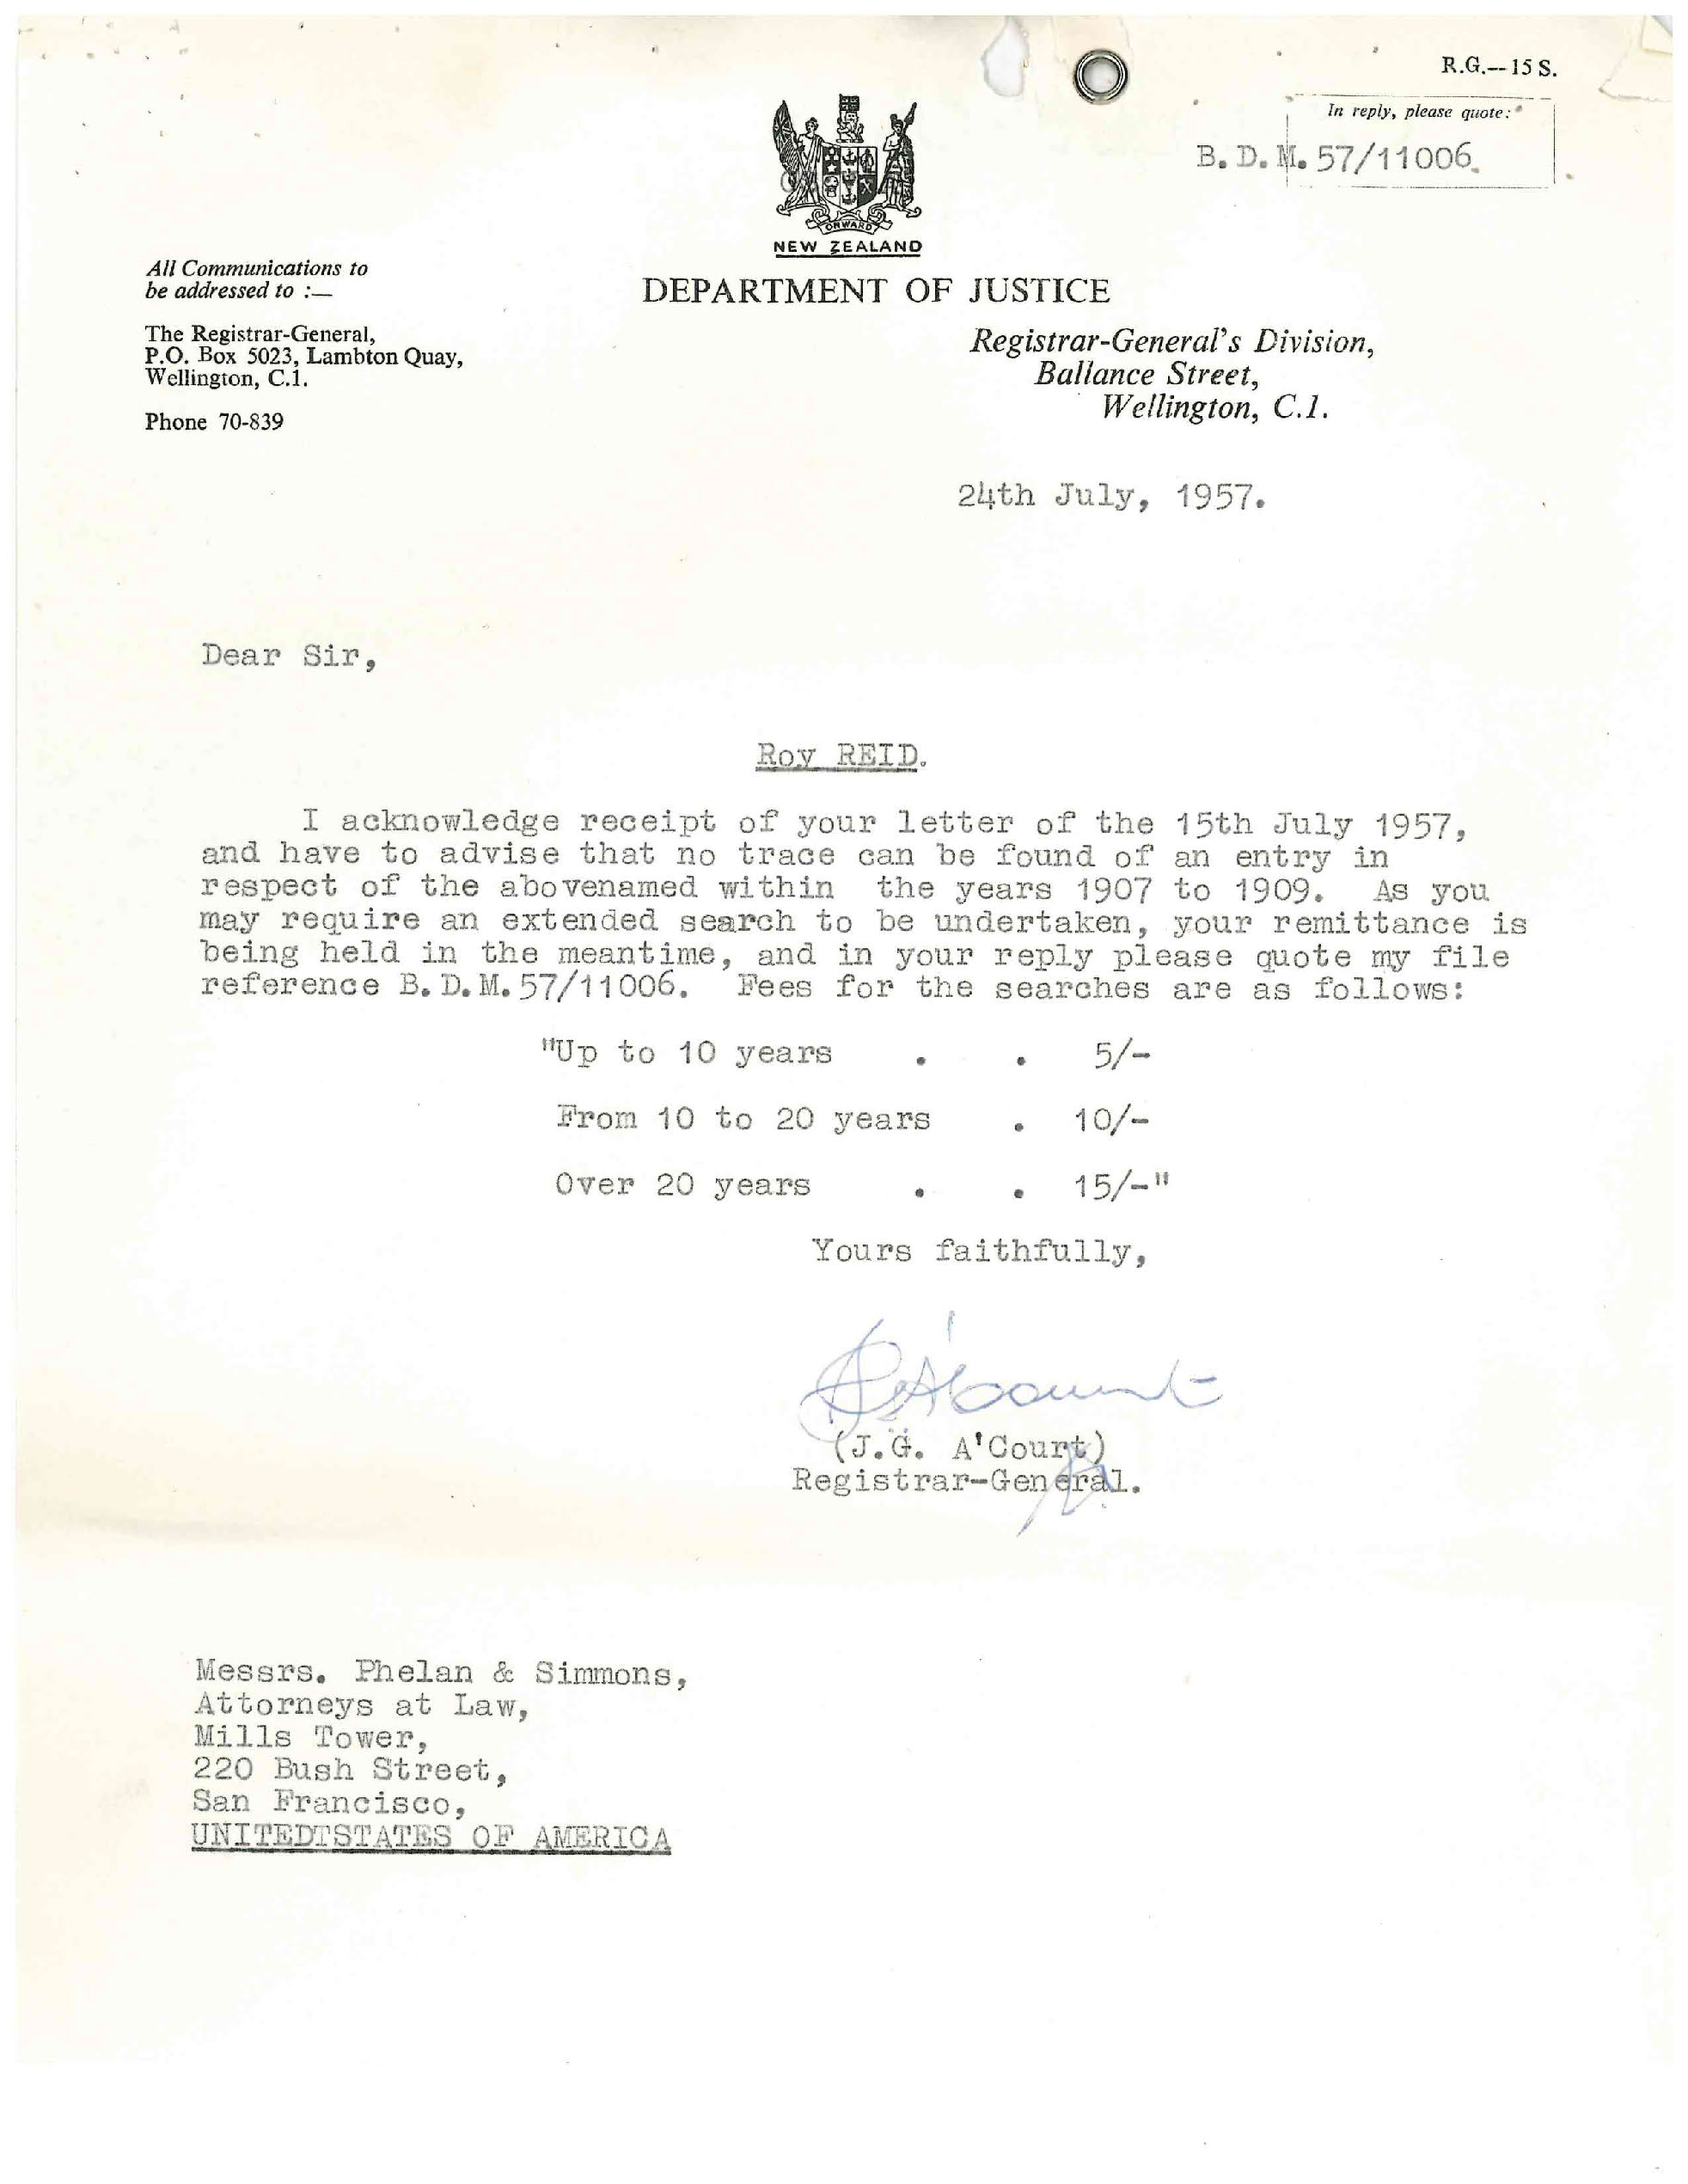 R.G.—15 S.
In reply, please quote:
B.D.M.57/11006.
ONWARD
NEW ZEALAND
All Communications to
be addressed to :—
DEPARTMENT OF JUSTICE
The Registrar-General,
P.O. Box 5023, Lambton Quay,
Wellington, C.1.
Phone 70-839
Registrar-General's Division,
Ballance Street,
Wellington, C.1.
24th July, 1957.
Dear Sir,
Roy REID.
I acknowledge receipt of your letter of the 15th July 1957,
and have to advise that no trace can be found of an entry in
respect of the abovenamed within the years 1907 to 1909. As you
may require an extended search to be undertaken, your remittance is
being held in the meantime, and in your reply please quote my file
reference B.D.M.57/11006. Fees for the searches are as follows:
"Up to 10 years . . 5/-
From 10 to 20 years . 10/-
Over 20 years . . 15/-"
Yours faithfully,
A'Court
(J.G. A'Court)
Registrar-General.
Messrs. Phelan & Simmons,
Attorneys at Law,
Mills Tower,
220 Bush Street,
San Francisco,
UNITEDTSTATES OF AMERICA